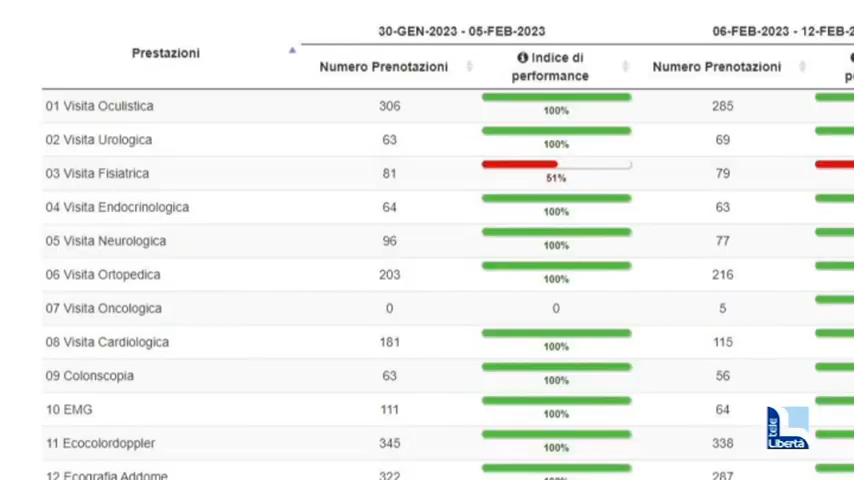 30-GEN-2023 - 05-FEB-2023 06-FEB-2023 - 12-FEB-2
Prestazioni Numero Prenotazioni Indice di performance Numero Prenotazioni
01 Visita Oculistica 306 100% 285
02 Visita Urologica 63 100% 69
03 Visita Fisiatrica 81 51% 79
04 Visita Endocrinologica 64 100% 63
05 Visita Neurologica 96 100% 77
06 Visita Ortopedica 203 100% 216
07 Visita Oncologica 0 0 5
08 Visita Cardiologica 181 100% 115
09 Colonscopia 63 100% 56
10 EMG 111 100% 64
11 Ecocolordoppler 345 100% 338
12 Ecografia Addome 322 100% 287
tele Libertà